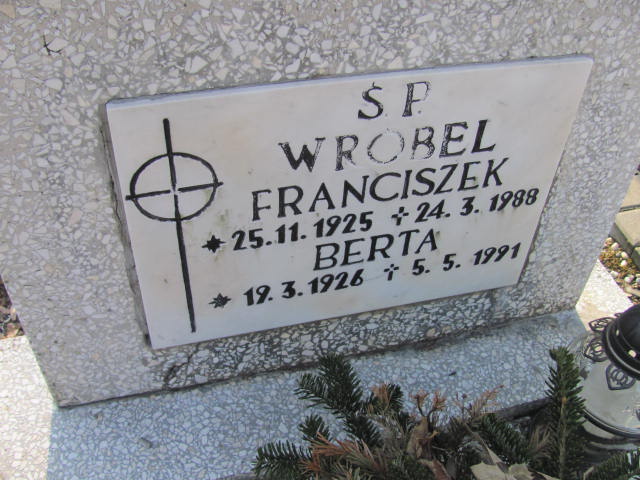 Ś.P.
WRÓBEL
FRANCISZEK
* 25.11.1925 ✝ 24.3.1988
BERTA
* 19.3.1926 ✝ 5.5.1991